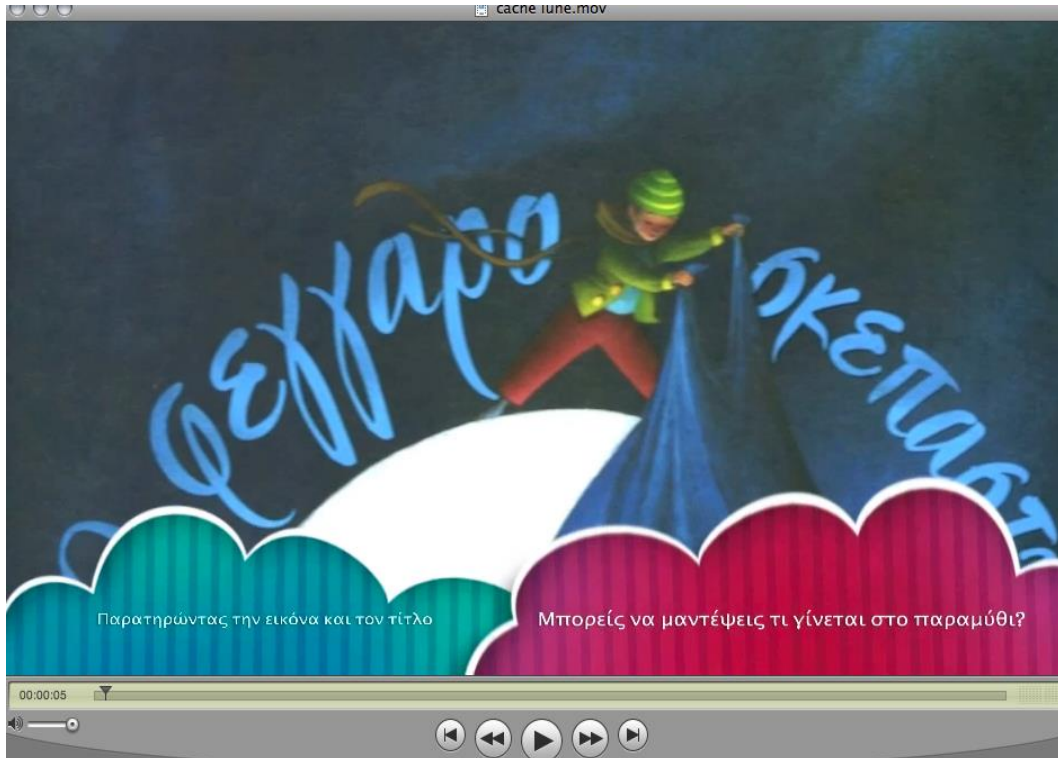 cache lune.mov
φεγγαρο
Παρατηρώντας την εικόνα και τον τίτλο
Μπορείς να μαντέψεις τι γίνεται στο παραμύθι?
00:00:05